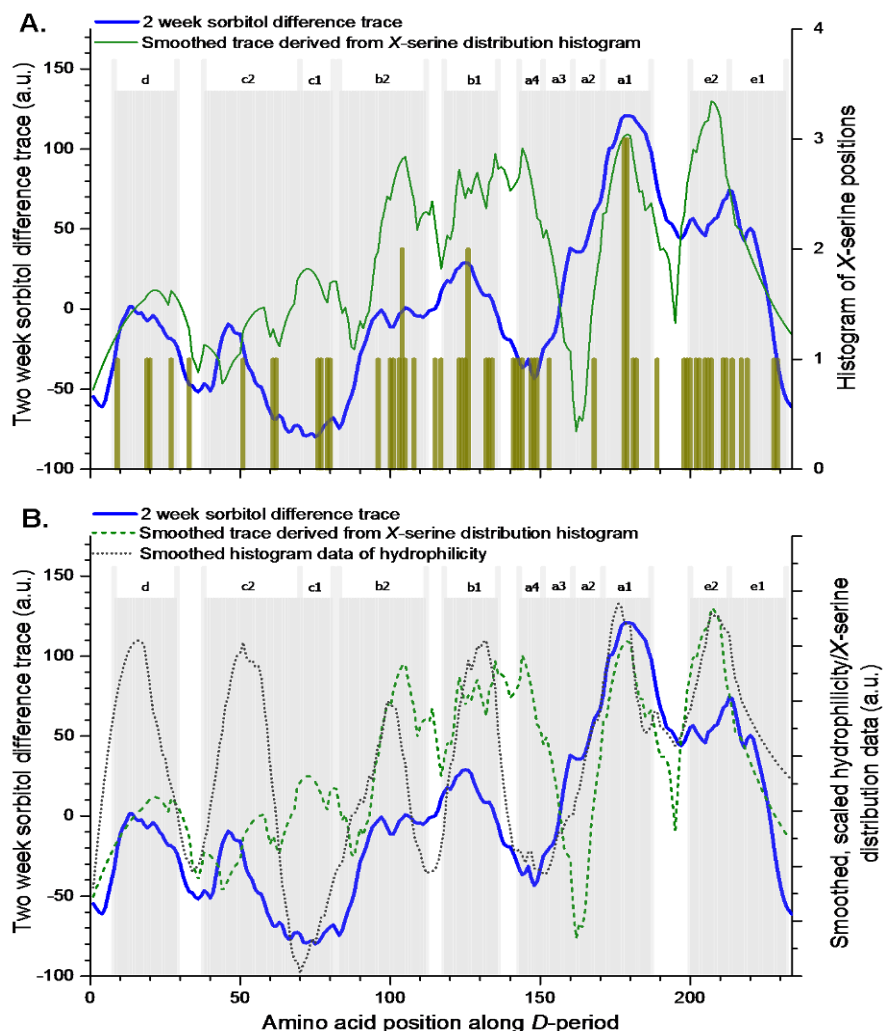 A.
2 week sorbitol difference trace
Smoothed trace derived from X-serine distribution histogram
d c2 c1 b2 b1 a4 a3 a2 a1 e2 e1
150
100
50
0
-50
-100
Two week sorbitol difference trace (a.u.)
4
3
2
1
0
Histogram of X-serine positions
B.
2 week sorbitol difference trace
Smoothed trace derived from X-serine distribution histogram
Smoothed histogram data of hydrophilicity
d c2 c1 b2 b1 a4 a3 a2 a1 e2 e1
150
100
50
0
-50
-100
Two week sorbitol difference trace (a.u.)
Smoothed, scaled hydrophilicity/X-serine
distribution data (a.u.)
0 50 100 150 200
Amino acid position along D-period